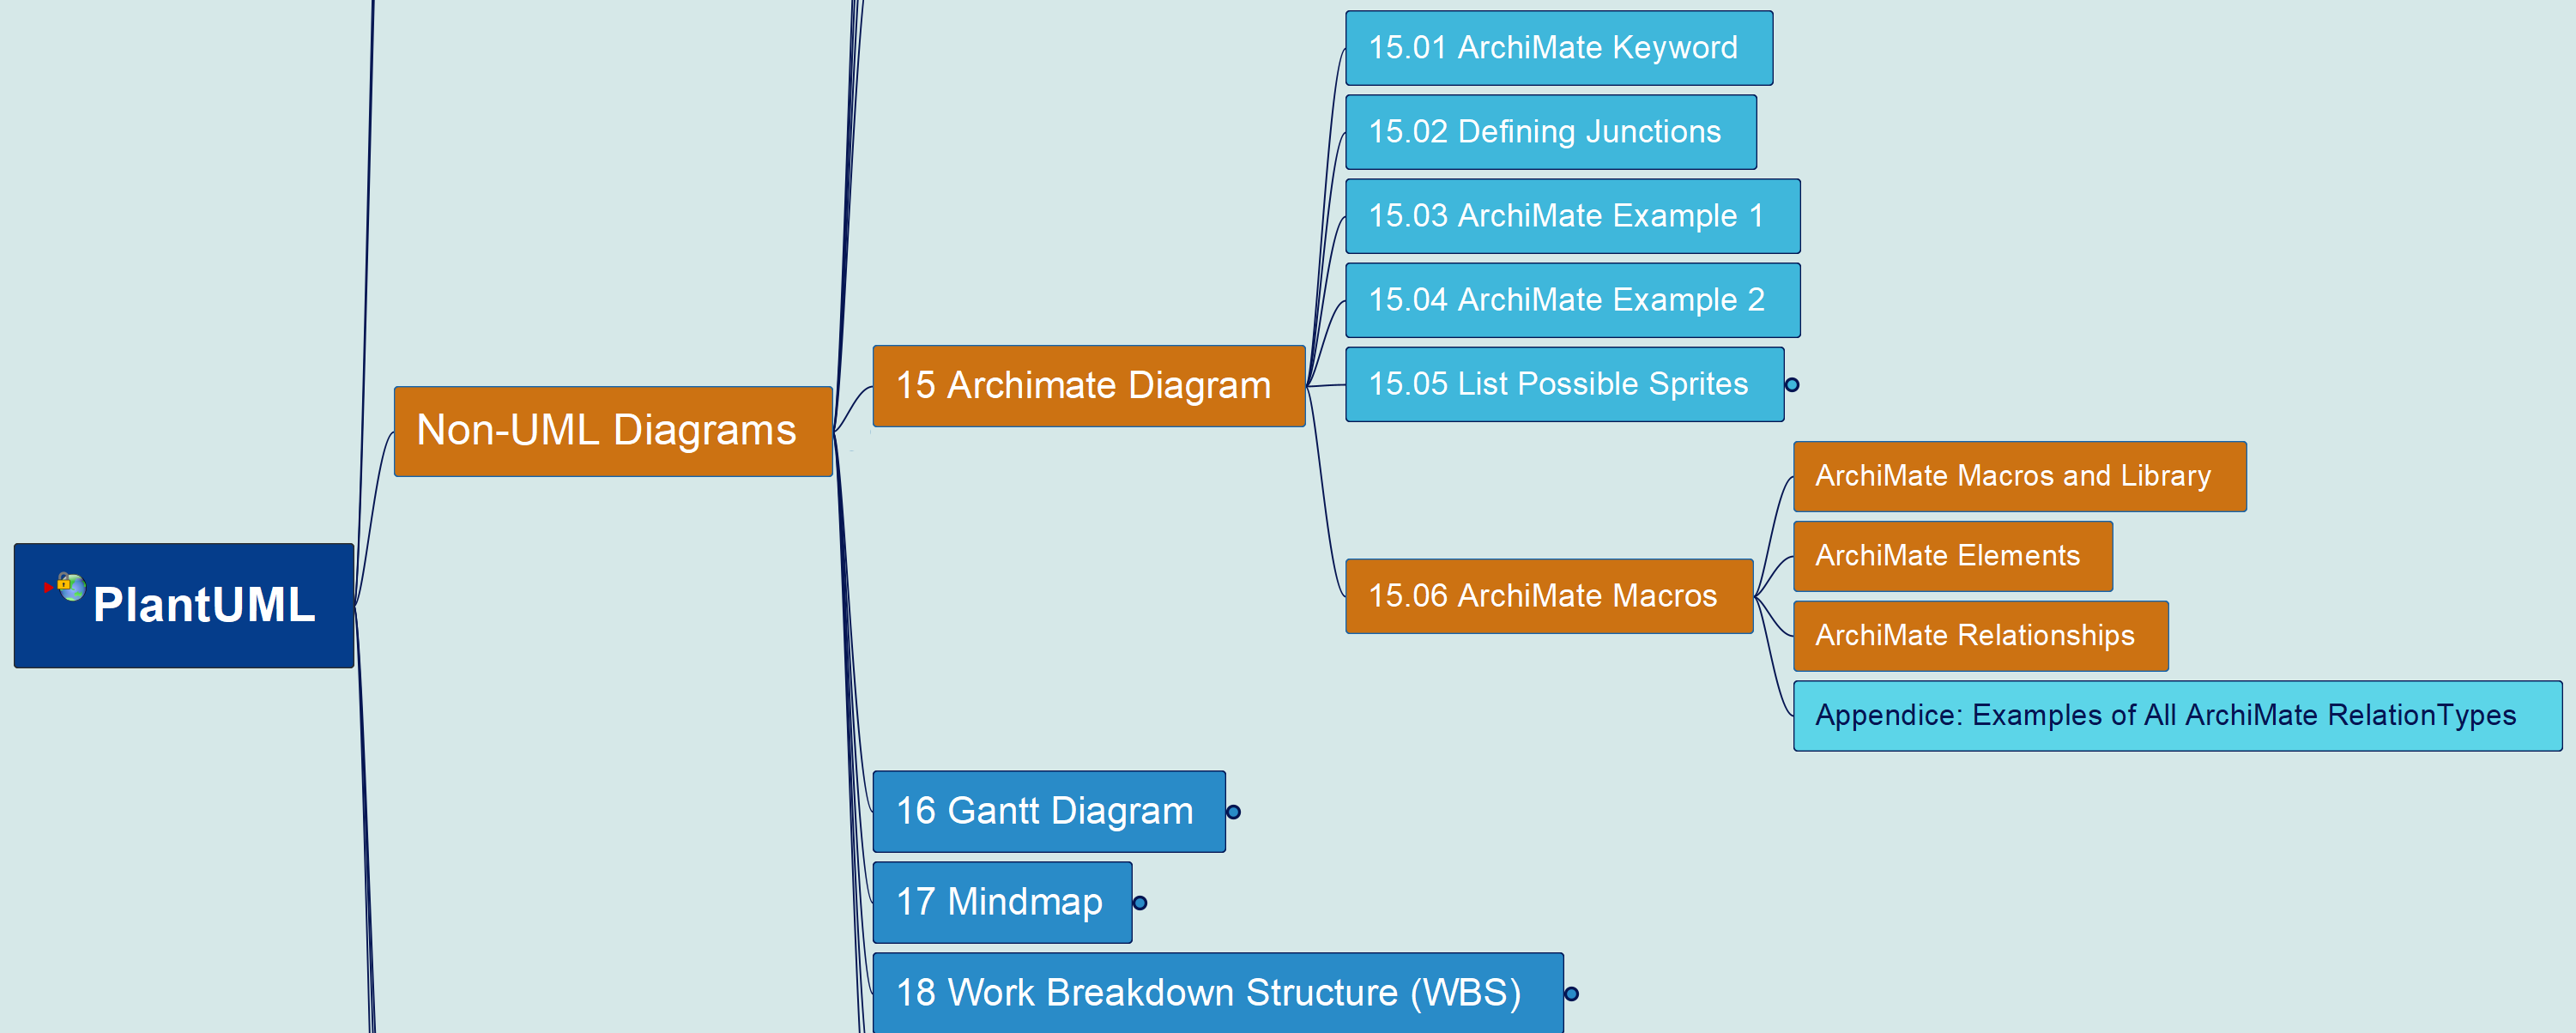 PlantUML
Non-UML Diagrams
15 Archimate Diagram
15.01 ArchiMate Keyword
15.02 Defining Junctions
15.03 ArchiMate Example 1
15.04 ArchiMate Example 2
15.05 List Possible Sprites
15.06 ArchiMate Macros
ArchiMate Macros and Library
ArchiMate Elements
ArchiMate Relationships
Appendice: Examples of All ArchiMate RelationTypes
16 Gantt Diagram
17 Mindmap
18 Work Breakdown Structure (WBS)